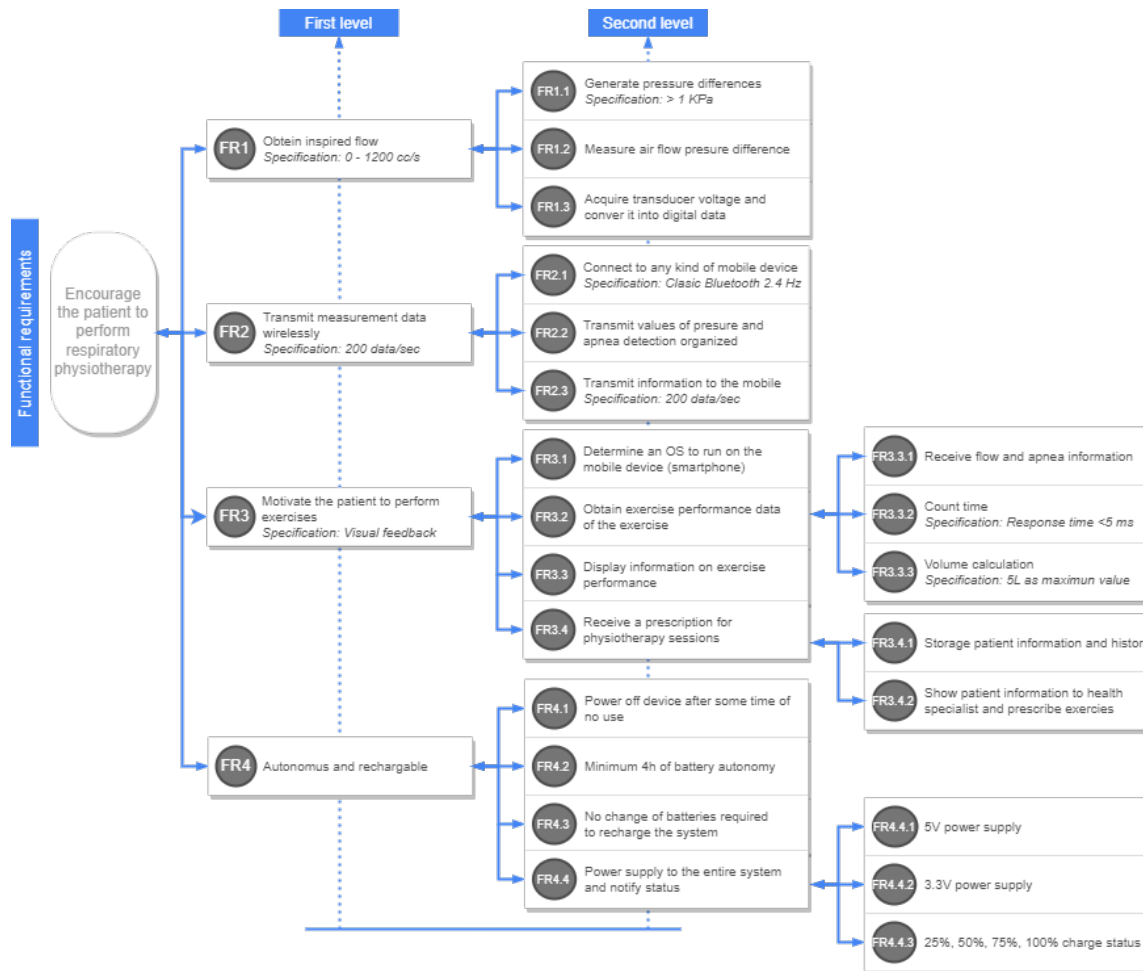 First level
Second level
Functional requirements
Encourage
the patient to
perform
respiratory
physiotherapy
FR1
Obtein inspired flow
Specification: 0 - 1200 cc/s
FR1.1
Generate pressure differences
Specification: > 1 KPa
FR1.2
Measure air flow presure difference
FR1.3
Acquire transducer voltage and
conver it into digital data
FR2
Transmit measurement data
wirelessly
Specification: 200 data/sec
FR2.1
Connect to any kind of mobile device
Specification: Clasic Bluetooth 2.4 Hz
FR2.2
Transmit values of presure and
apnea detection organized
FR2.3
Transmit information to the mobile
Specification: 200 data/sec
FR3
Motivate the patient to perform
exercises
Specification: Visual feedback
FR3.1
Determine an OS to run on the
mobile device (smartphone)
FR3.2
Obtain exercise performance data
of the exercise
FR3.3
Display information on exercise
performance
FR3.4
Receive a prescription for
physiotherapy sessions
FR3.3.1
Receive flow and apnea information
FR3.3.2
Count time
Specification: Response time <5 ms
FR3.3.3
Volume calculation
Specification: 5L as maximun value
FR3.4.1
Storage patient information and histor
FR3.4.2
Show patient information to health
specialist and prescribe exercies
FR4
Autonomus and rechargable
FR4.1
Power off device after some time of
no use
FR4.2
Minimum 4h of battery autonomy
FR4.3
No change of batteries required
to recharge the system
FR4.4
Power supply to the entire system
and notify status
FR4.4.1
5V power supply
FR4.4.2
3.3V power supply
FR4.4.3
25%, 50%, 75%, 100% charge status